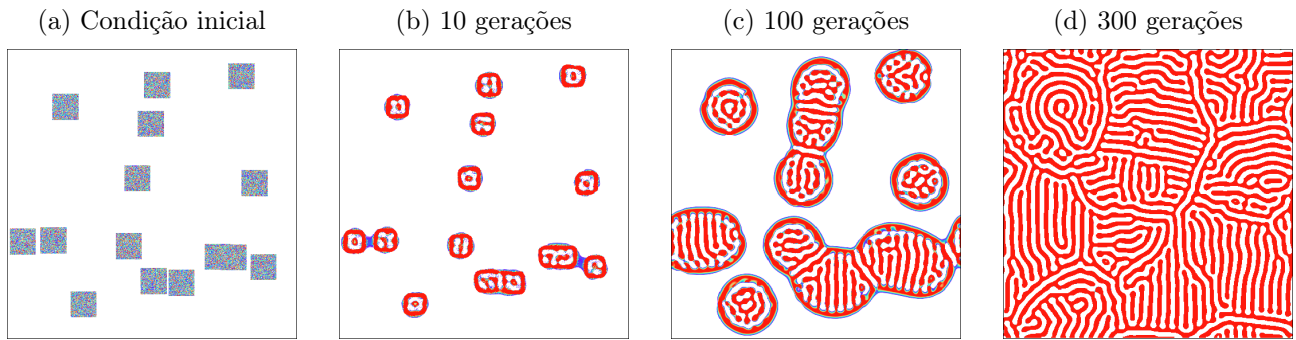 (a) Condição inicial
(b) 10 gerações
(c) 100 gerações
(d) 300 gerações